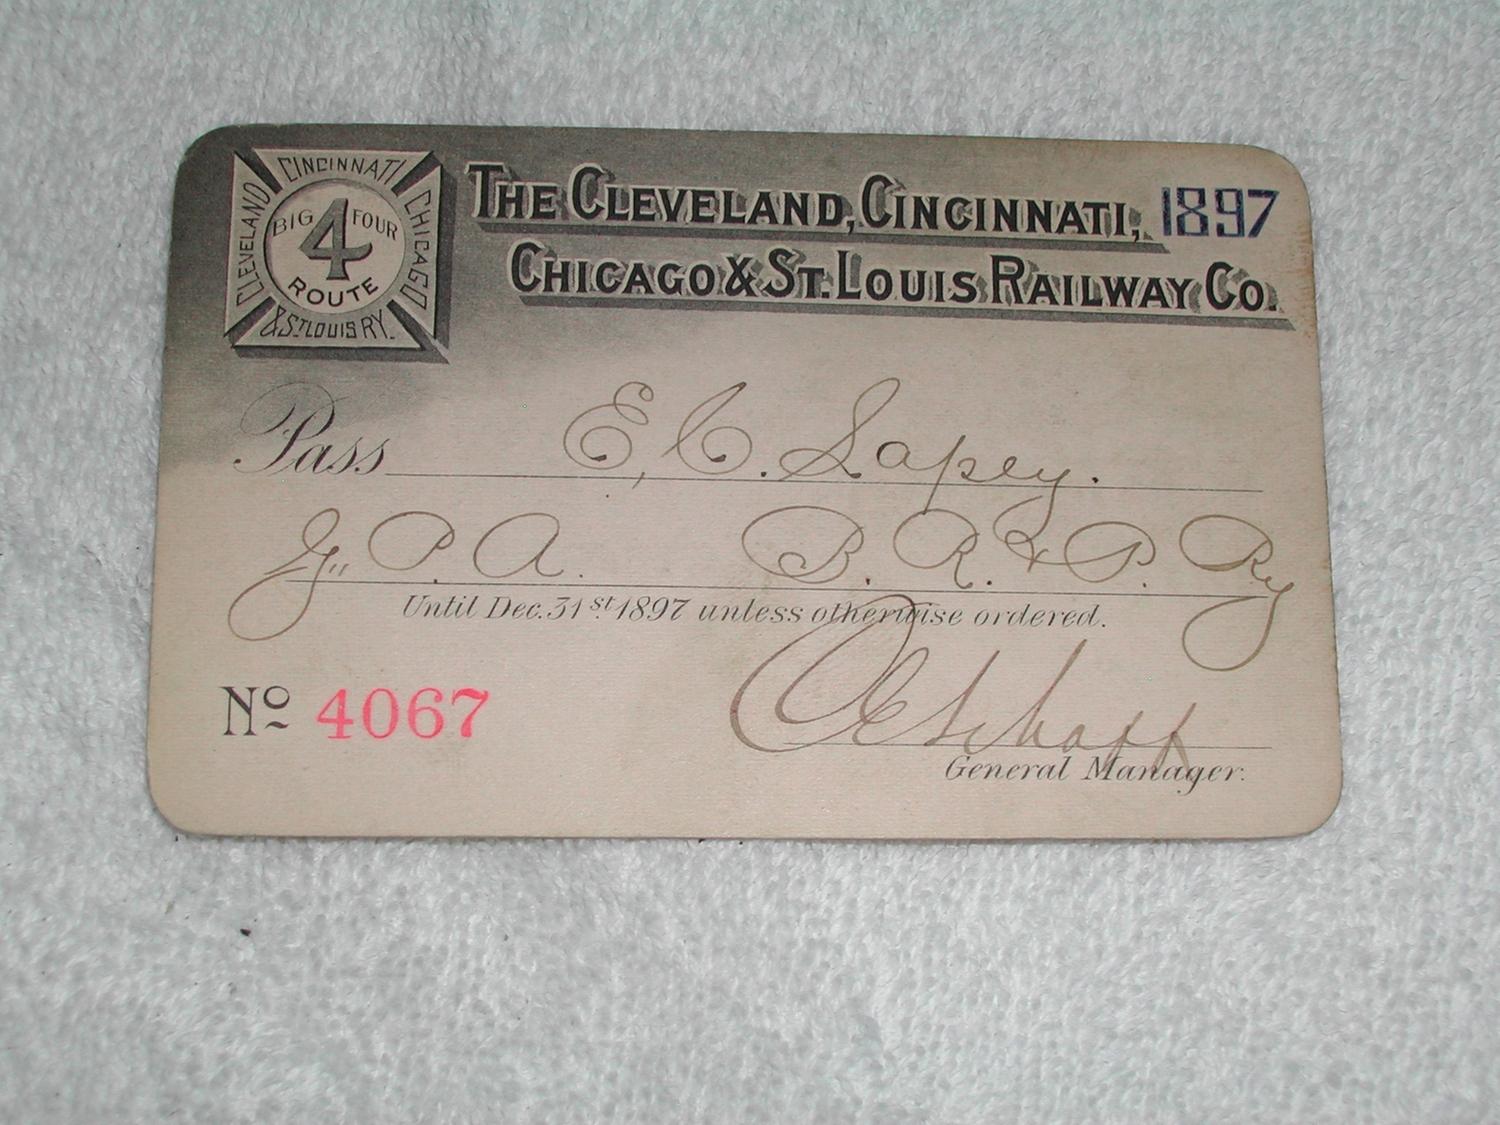 CLEVELAND CINCINNATI CHICAGO & ST. LOUIS RY.
BIG 4 FOUR
ROUTE
THE CLEVELAND, CINCINNATI, 1897
CHICAGO & ST. LOUIS RAILWAY CO.
Pass E, C. Lapey.
G. P. A. B. R. & P. Ry
Until Dec. 31st. 1897 unless otherwise ordered.
No 4067
C E Schaff
General Manager.